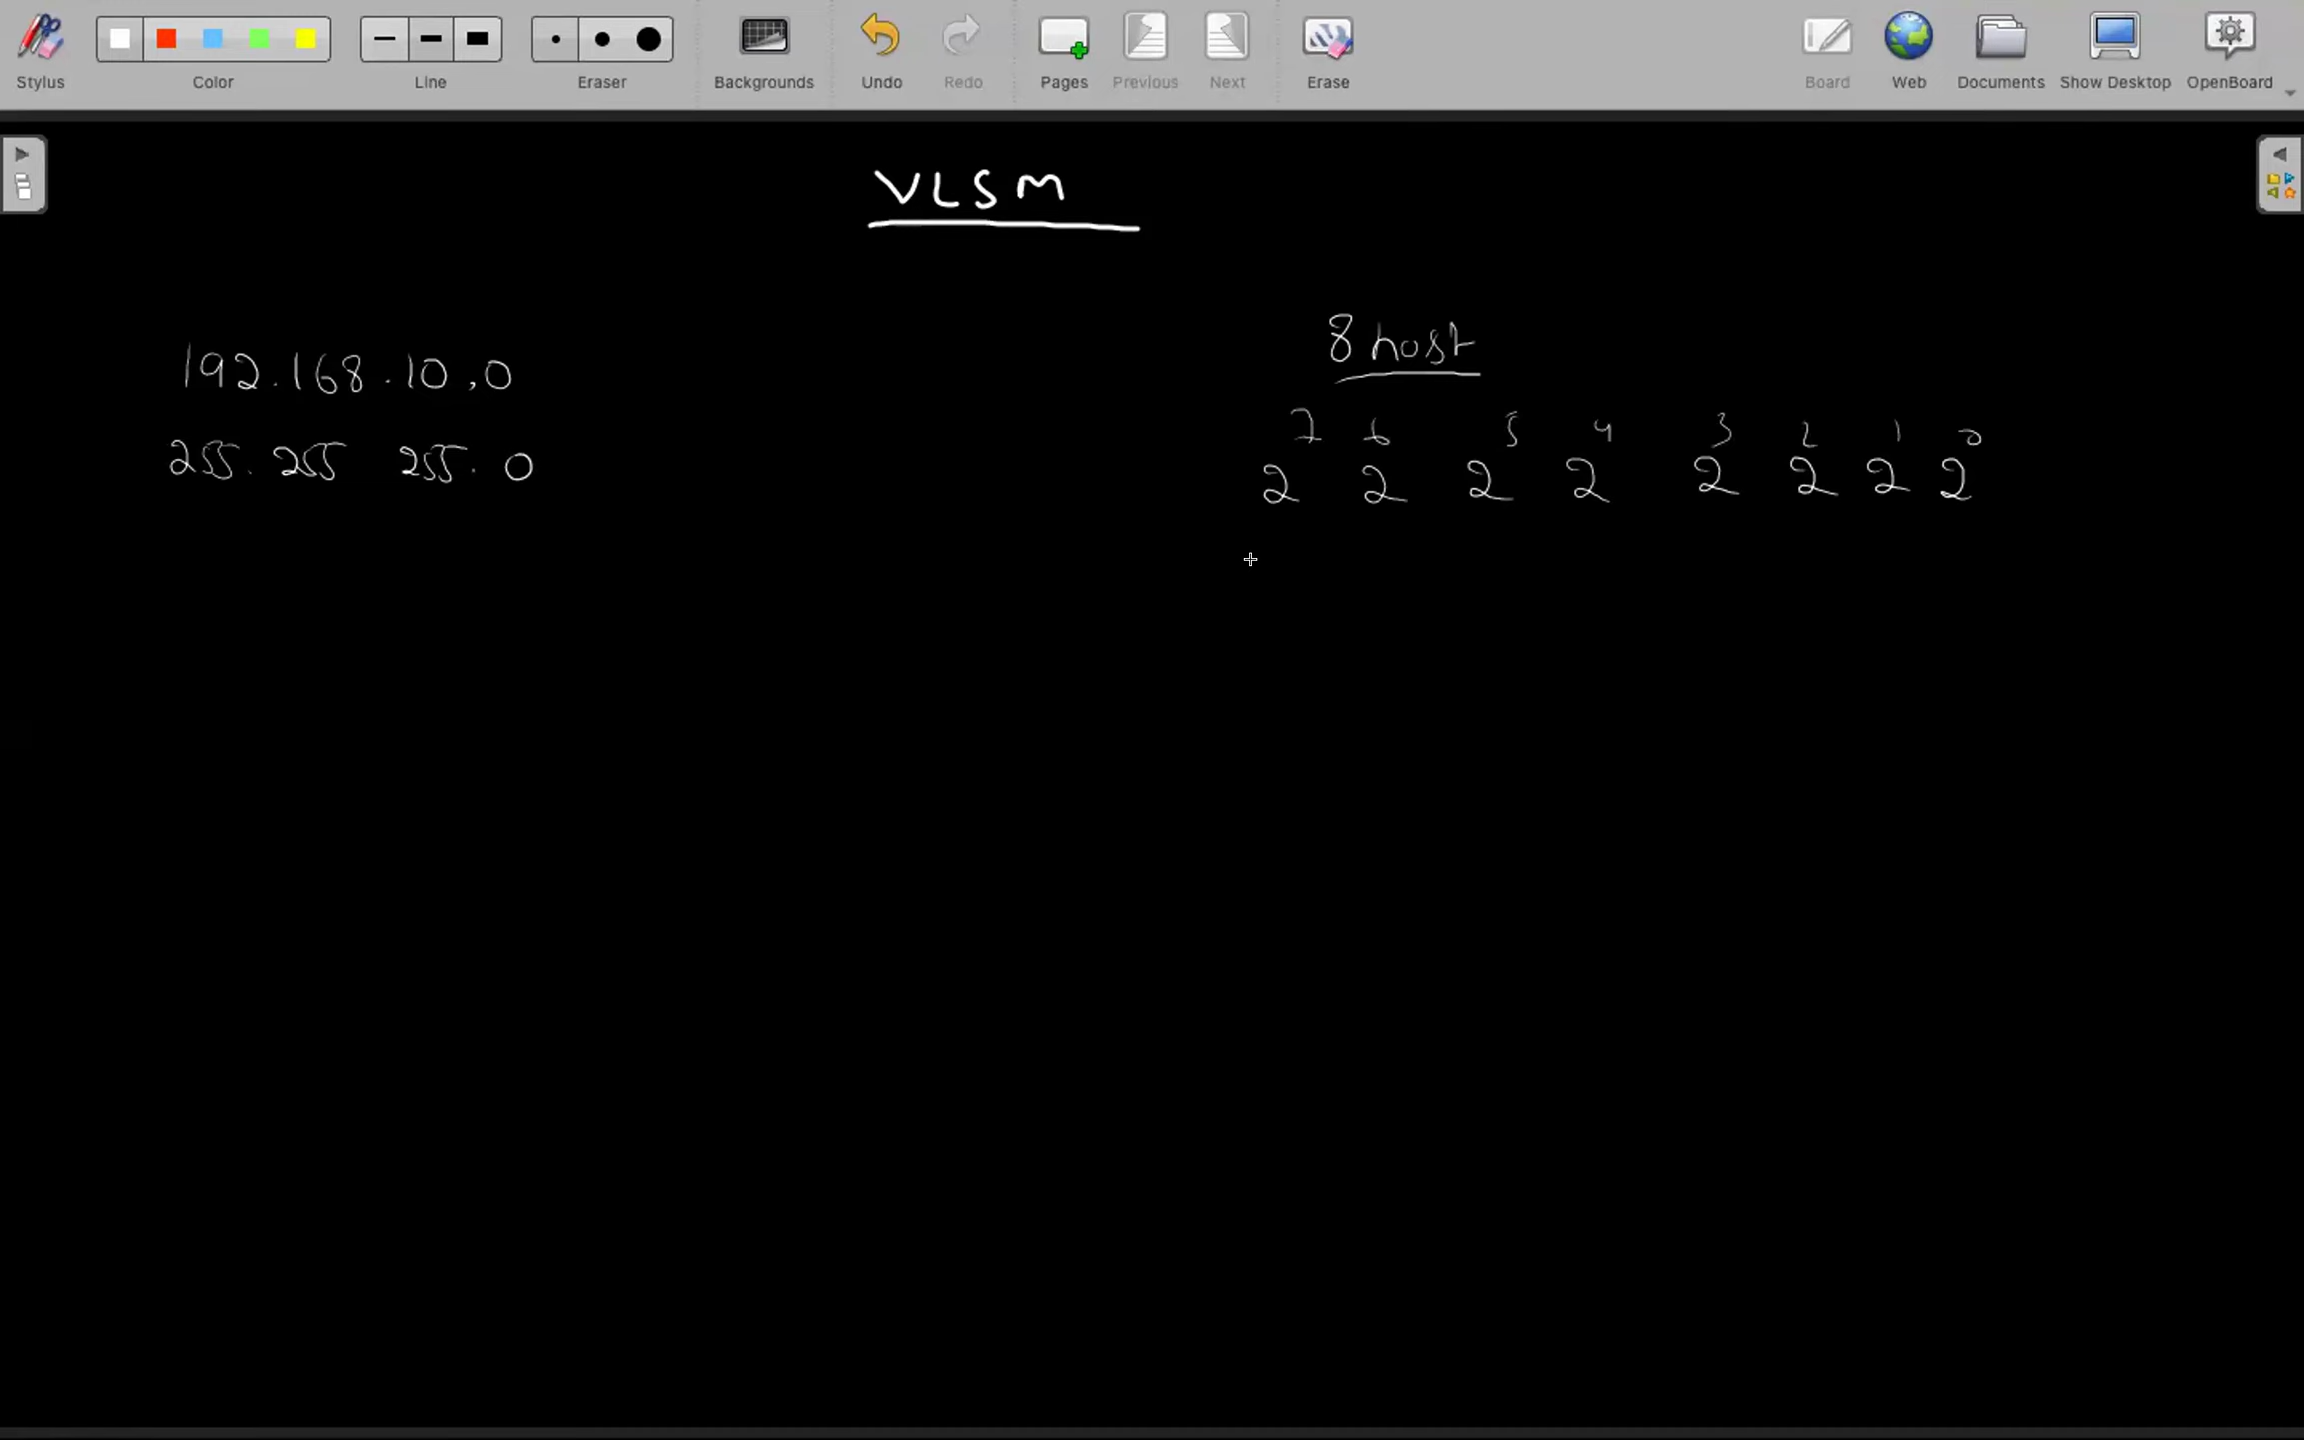 Stylus Color Line Eraser Backgrounds Undo Redo Pages Previous Next Erase Board Web Documents Show Desktop OpenBoard
VLSM
8 host
192.168.10,0
7 6 5 4 3 2 1 0
255.255 255.0
2 2 2 2 2 2 2 2